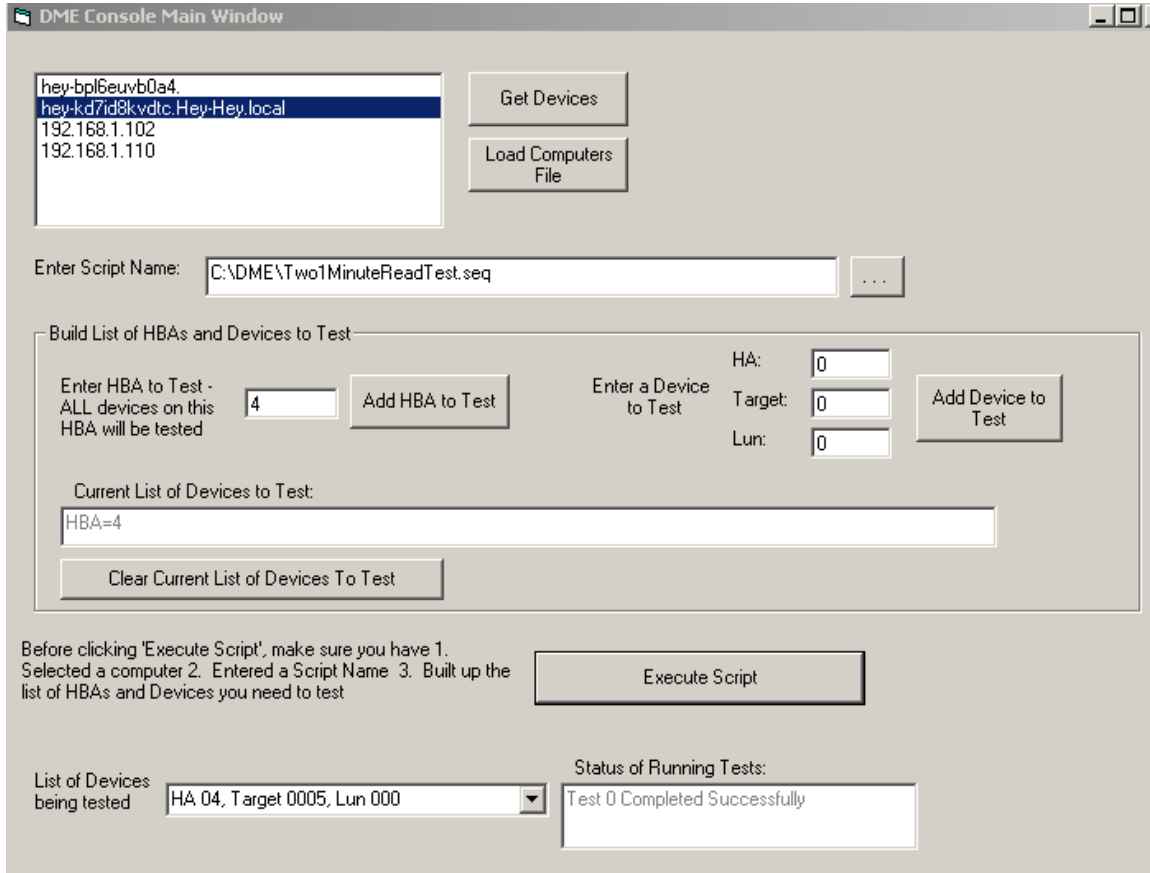 DME Console Main Window
hey-bpl6euvb0a4.
hey-kd7id8kvdtc.Hey-Hey.local
192.168.1.102
192.168.1.110
Get Devices
Load Computers
File
Enter Script Name:
C:\DME\Two1MinuteReadTest.seq
. . .
Build List of HBAs and Devices to Test
Enter HBA to Test -
ALL devices on this
HBA will be tested
4
Add HBA to Test
Enter a Device
to Test
HA:
0
Target:
0
Lun:
0
Add Device to
Test
Current List of Devices to Test:
HBA=4
Clear Current List of Devices To Test
Before clicking 'Execute Script', make sure you have 1.
Selected a computer 2.  Entered a Script Name  3.  Built up the
list of HBAs and Devices you need to test
Execute Script
List of Devices
being tested
HA 04, Target 0005, Lun 000
Status of Running Tests:
Test 0 Completed Successfully